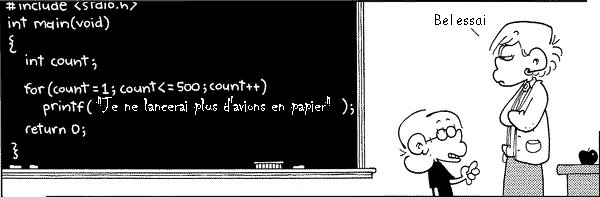 #include <stdio.h>
int main(void)
{
int count;
for (count = 1; count <= 500; count++)
printf ("Je ne lancerai plus d'avions en papier" );
return 0;
}
Bel essai